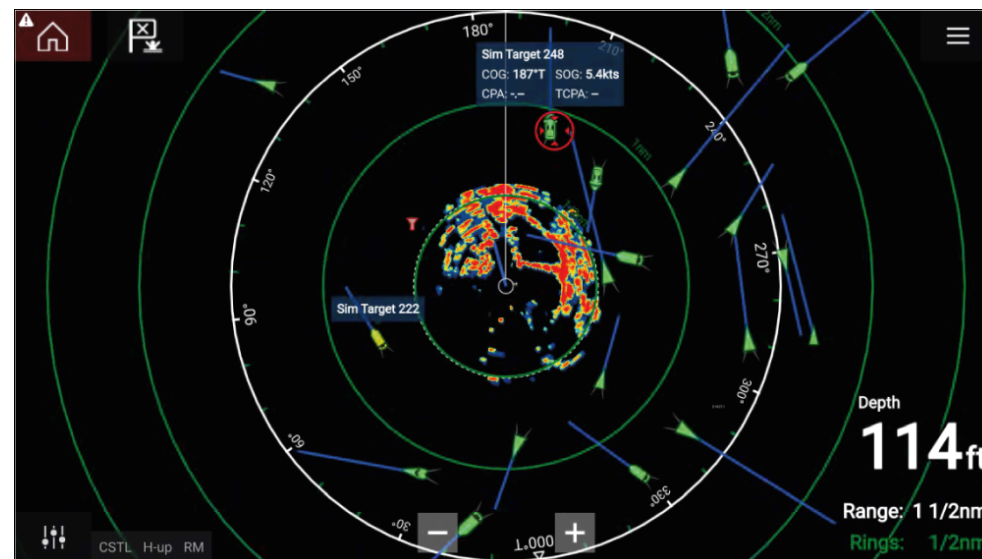 180°
210°
2nm
Sim Target 248
COG: 187°T SOG: 5.4kts
CPA: -.– TCPA: –
150°
240°
1nm
120°
T
270°
90°
Sim Target 222
300°
Depth
114ft
60°
330°
Range: 1 1/2nm
30°
000°T
Rings: 1/2nm
CSTL H-up RM